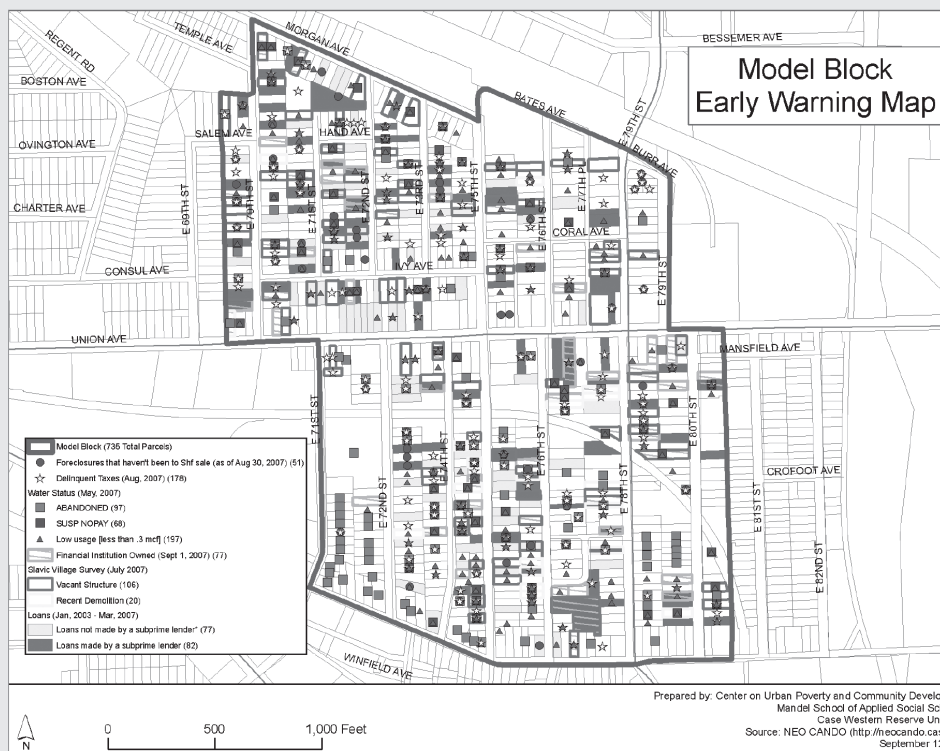 Model Block
Early Warning Map
REGENT RD
TEMPLE AVE
MORGAN AVE
BESSEMER AVE
BOSTON AVE
BATES AVE
E 79TH ST
SALEM AVE
HAND AVE
OVINGTON AVE
BURR AVE
E 69TH ST
E 70TH ST
E 71ST ST
E 72ND ST
E 73RD ST
E 75TH ST
E 76TH ST
E 77TH PL
CHARTER AVE
CORAL AVE
CONSUL AVE
IVY AVE
E 79TH ST
UNION AVE
MANSFIELD AVE
E 71ST ST
E 72ND ST
E 74TH ST
E 76TH ST
E 78TH ST
E 80TH ST
CROFOOT AVE
E 81ST ST
E 82ND ST
WINFIELD AVE
Model Block (735 Total Parcels)
Foreclosures that haven't been to Shf sale (as of Aug 30, 2007) (51)
Delinquent Taxes (Aug, 2007) (178)
Water Status (May, 2007)
ABANDONED (97)
SUSP NOPAY (68)
Low usage [less than .3 mcf] (197)
Financial Institution Owned (Sept 1, 2007) (77)
Slavic Village Survey (July 2007)
Vacant Structure (106)
Recent Demolition (20)
Loans (Jan, 2003 - Mar, 2007)
Loans not made by a subprime lender* (77)
Loans made by a subprime lender (82)
N
0 500 1,000 Feet
Prepared by: Center on Urban Poverty and Community Develo
Mandel School of Applied Social Sc
Case Western Reserve Un
Source: NEO CANDO (http://neocando.ca
September 1